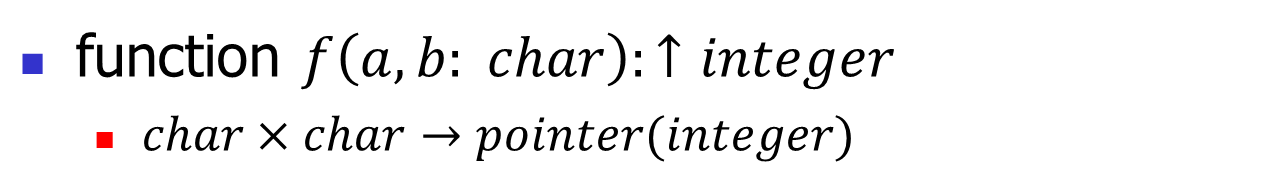 function f(a, b: char):↑ integer
char × char → pointer(integer)